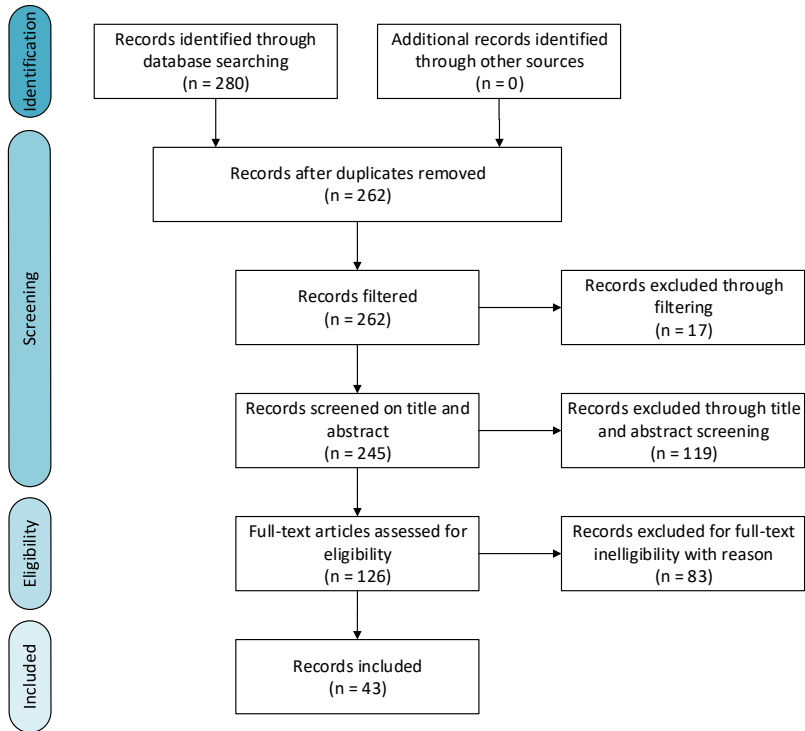 Identification
Records identified through
database searching
(n = 280)
Additional records identified
through other sources
(n = 0)
Screening
Records after duplicates removed
(n = 262)
Records filtered
(n = 262)
Records excluded through
filtering
(n = 17)
Records screened on title and
abstract
(n = 245)
Records excluded through title
and abstract screening
(n = 119)
Eligibility
Full-text articles assessed for
eligibility
(n = 126)
Records excluded for full-text
inelligibility with reason
(n = 83)
Included
Records included
(n = 43)